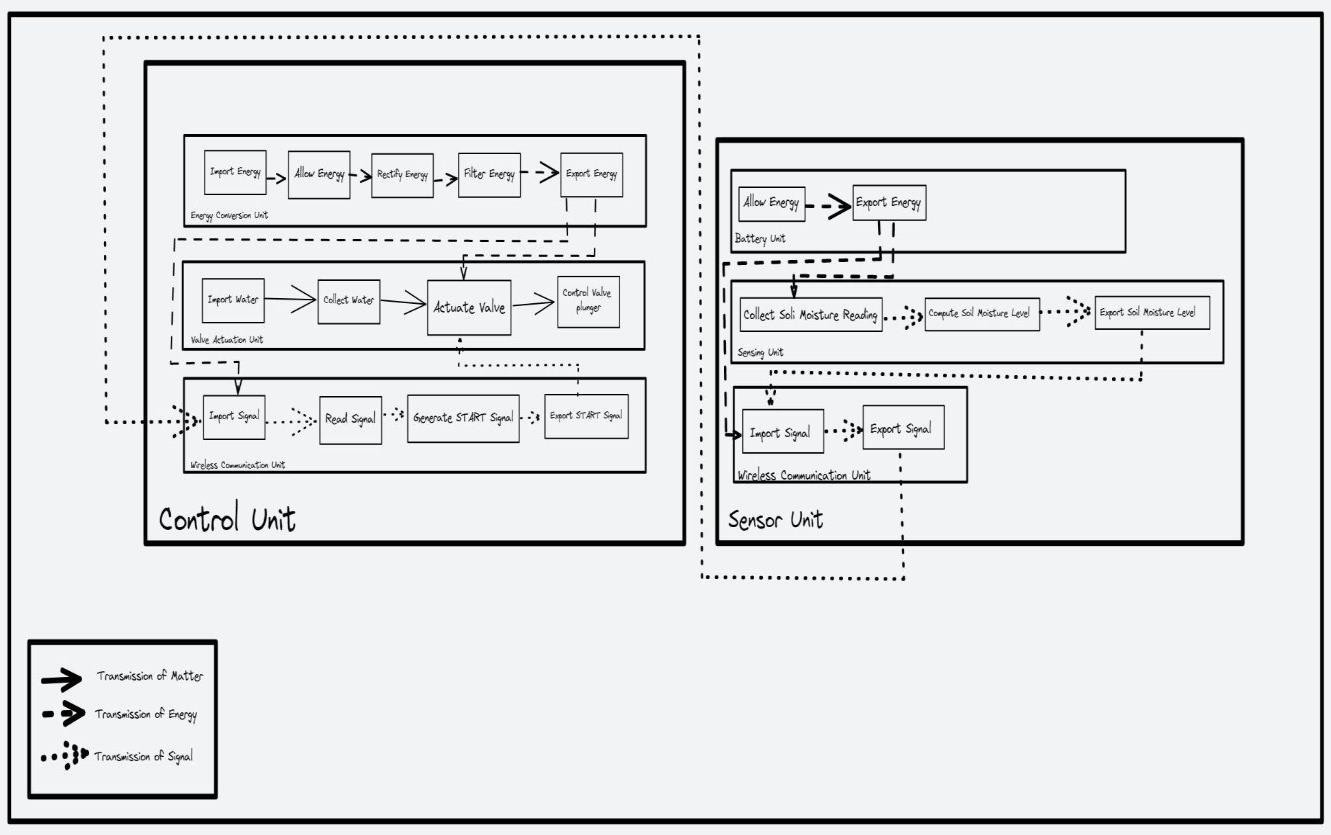 Import Energy
Allow Energy
Rectify Energy
Filter Energy
Export Energy
Energy Conversion Unit
Import Water
Collect Water
Actuate Valve
Control Valve
plunger
Valve Actuation Unit
Import Signal
Read Signal
Generate START Signal
Export START Signal
Wireless Communication Unit
Control Unit
Allow Energy
Export Energy
Battery Unit
Collect Soli Moisture Reading
Compute Soil Moisture Level
Export Soil Moisture Level
Sensing Unit
Import Signal
Export Signal
Wireless Communication Unit
Sensor Unit
Transmission of Matter
Transmission of Energy
Transmission of Signal